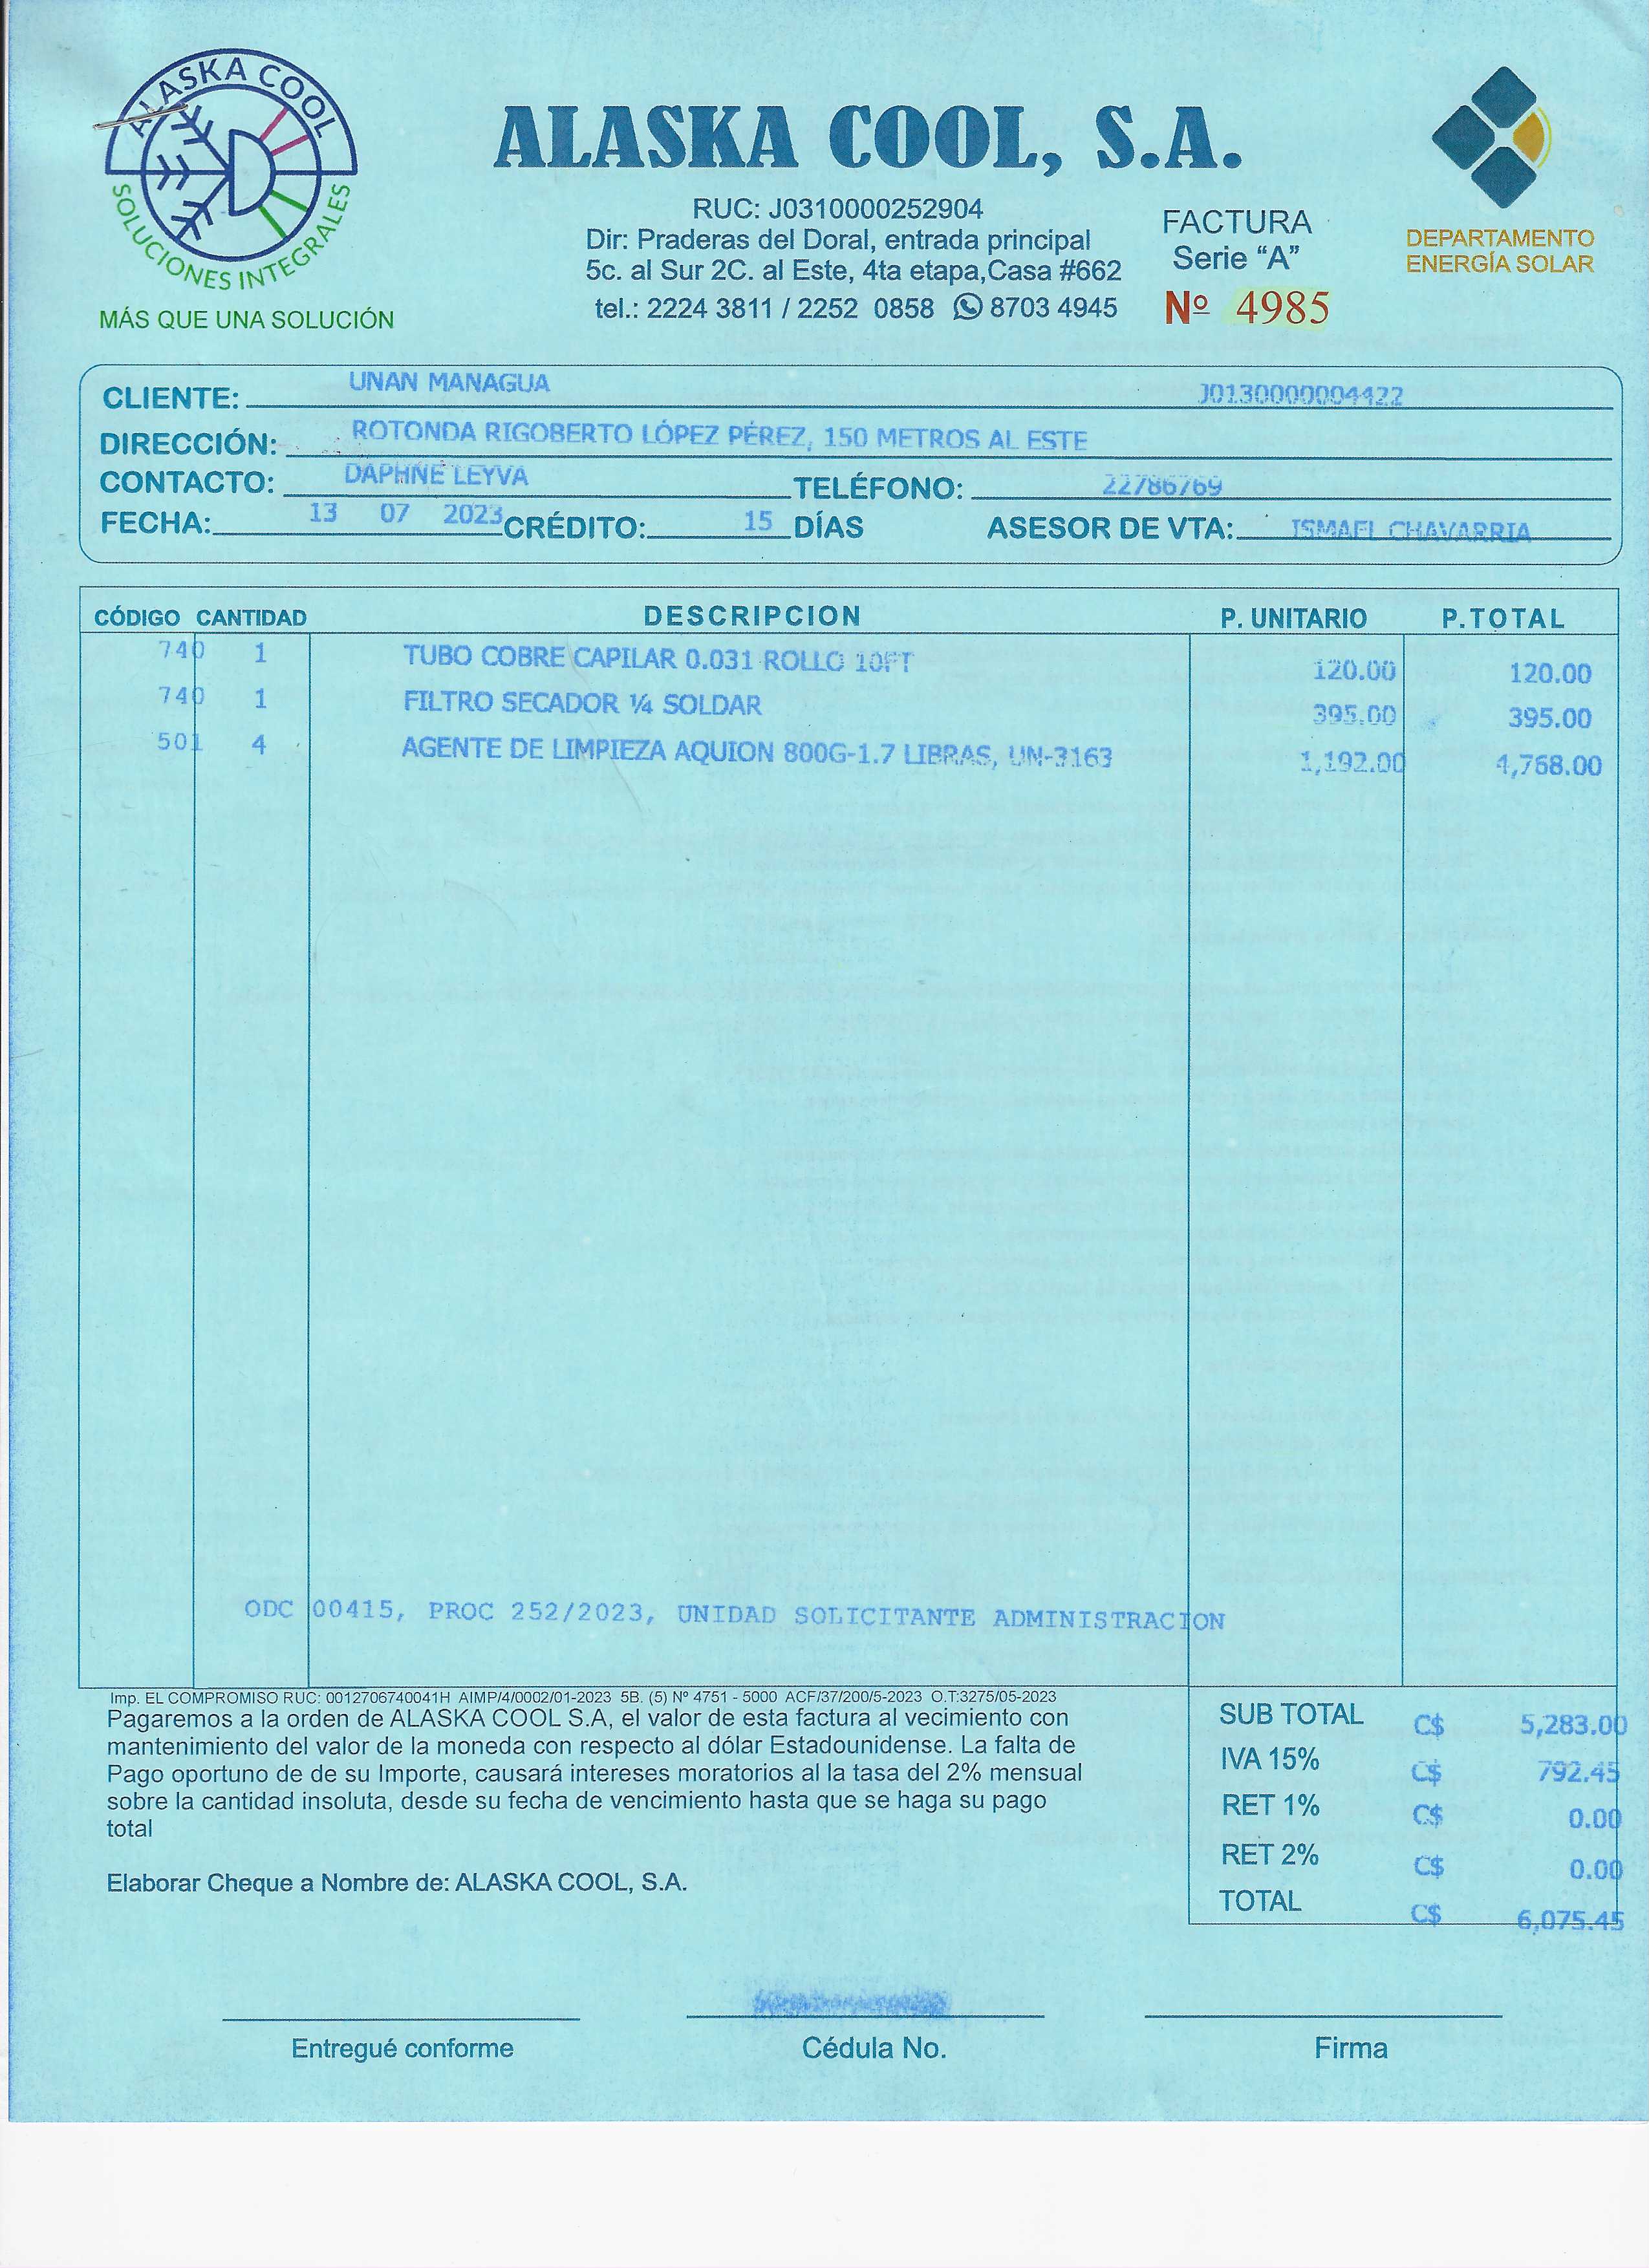 ALASKA COOL
SOLUCIONES INTEGRALES
MÁS QUE UNA SOLUCIÓN
ALASKA COOL, S.A.
RUC: J0310000252904
Dir: Praderas del Doral, entrada principal
5c. al Sur 2C. al Este, 4ta etapa,Casa #662
tel.: 2224 3811 / 2252 0858 8703 4945
FACTURA
Serie “A”
Nº 4985
DEPARTAMENTO
ENERGÍA SOLAR
CLIENTE: UNAN MANAGUA J0130000004422
DIRECCIÓN: ROTONDA RIGOBERTO LÓPEZ PÉREZ, 150 METROS AL ESTE
CONTACTO: DAPHNE LEYVA TELÉFONO: 22786769
FECHA: 13 07 2023 CRÉDITO: 15 DÍAS ASESOR DE VTA: ISMAEL CHAVARRIA
CÓDIGO CANTIDAD DESCRIPCION P. UNITARIO P.TOTAL
740 1 TUBO COBRE CAPILAR 0.031 ROLLO 10FT 120.00 120.00
740 1 FILTRO SECADOR ¼ SOLDAR 395.00 395.00
501 4 AGENTE DE LIMPIEZA AQUION 800G-1.7 LIBRAS, UN-3163 1,192.00 4,768.00
ODC 00415, PROC 252/2023, UNIDAD SOLICITANTE ADMINISTRACION
Imp. EL COMPROMISO RUC: 0012706740041H AIMP/4/0002/01-2023 5B. (5) Nº 4751 - 5000 ACF/37/200/5-2023 O.T:3275/05-2023
Pagaremos a la orden de ALASKA COOL S.A, el valor de esta factura al vecimiento con
mantenimiento del valor de la moneda con respecto al dólar Estadounidense. La falta de
Pago oportuno de de su Importe, causará intereses moratorios al la tasa del 2% mensual
sobre la cantidad insoluta, desde su fecha de vencimiento hasta que se haga su pago
total
Elaborar Cheque a Nombre de: ALASKA COOL, S.A.
SUB TOTAL C$ 5,283.00
IVA 15% C$ 792.45
RET 1% C$ 0.00
RET 2% C$ 0.00
TOTAL C$ 6,075.45
Entregué conforme
Cédula No.
Firma